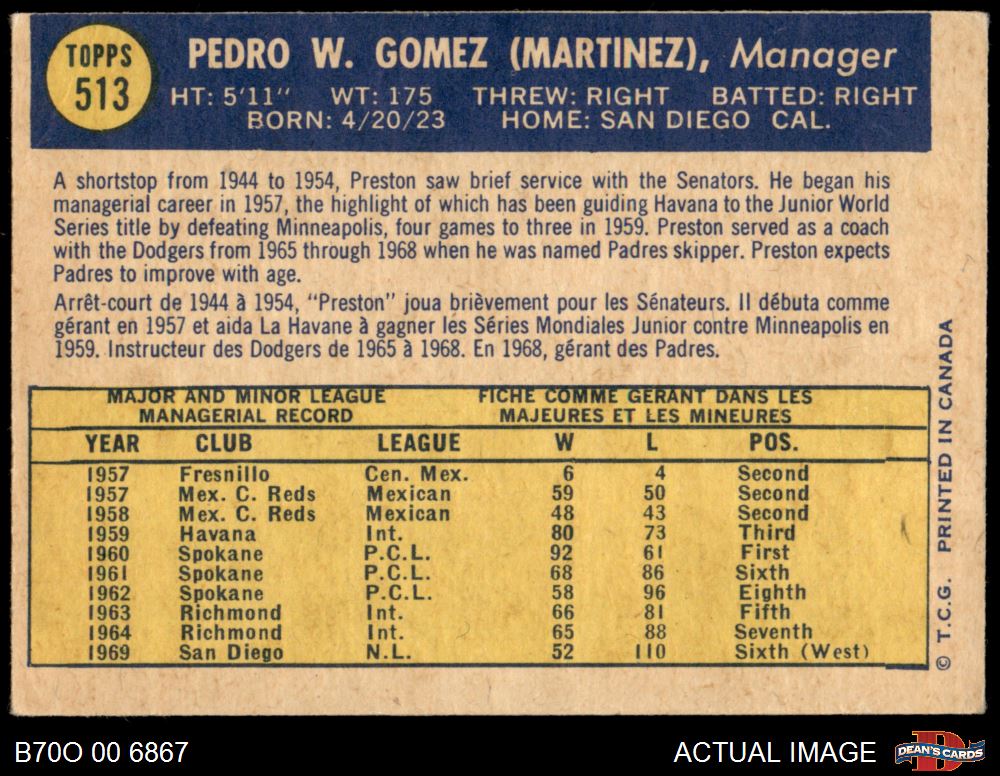 TOPPS
513
PEDRO W. GOMEZ (MARTINEZ), Manager
HT: 5'11" WT: 175 THREW: RIGHT BATTED: RIGHT
BORN: 4/20/23 HOME: SAN DIEGO CAL.
A shortstop from 1944 to 1954, Preston saw brief service with the Senators. He began his
managerial career in 1957, the highlight of which has been guiding Havana to the Junior World
Series title by defeating Minneapolis, four games to three in 1959. Preston served as a coach
with the Dodgers from 1965 through 1968 when he was named Padres skipper. Preston expects
Padres to improve with age.
Arrêt-court de 1944 à 1954, "Preston" joua brièvement pour les Sénateurs. Il débuta comme
gérant en 1957 et aida La Havane à gagner les Séries Mondiales Junior contre Minneapolis en
1959. Instructeur des Dodgers de 1965 à 1968. En 1968, gérant des Padres.
MAJOR AND MINOR LEAGUE FICHE COMME GERANT DANS LES
MANAGERIAL RECORD MAJEURES ET LES MINEURES
YEAR CLUB LEAGUE W L POS.
1957 Fresnillo Cen. Mex. 6 4 Second
1957 Mex. C. Reds Mexican 59 50 Second
1958 Mex. C. Reds Mexican 48 43 Second
1959 Havana Int. 80 73 Third
1960 Spokane P.C.L. 92 61 First
1961 Spokane P.C.L. 68 86 Sixth
1962 Spokane P.C.L. 58 96 Eighth
1963 Richmond Int. 66 81 Fifth
1964 Richmond Int. 65 88 Seventh
1969 San Diego N.L. 52 110 Sixth (West)
© T.C.G. PRINTED IN CANADA
B70O 00 6867
ACTUAL IMAGE
DEAN'S CARDS